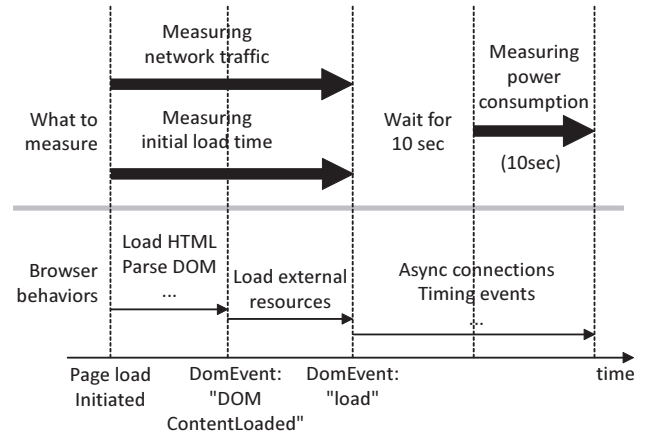 Measuring
network traffic
Measuring
power
consumption
What to
measure
Measuring
initial load time
Wait for
10 sec
(10sec)
Browser
behaviors
Load HTML
Parse DOM
...
Load external
resources
Async connections
Timing events
...
Page load
Initiated
DomEvent:
"DOM
ContentLoaded"
DomEvent:
"load"
time